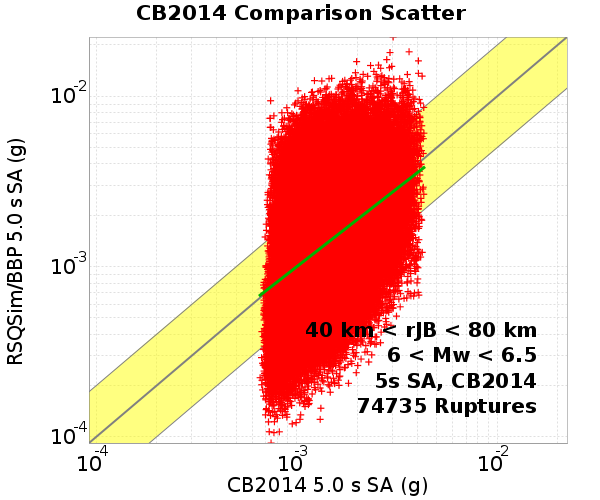 CB2014 Comparison Scatter
RSQSim/BBP 5.0 s SA (g)
10-2
10-3
10-4
40 km < rJB < 80 km
6 < Mw < 6.5
5s SA, CB2014
74735 Ruptures
10-4 10-3 10-2
CB2014 5.0 s SA (g)